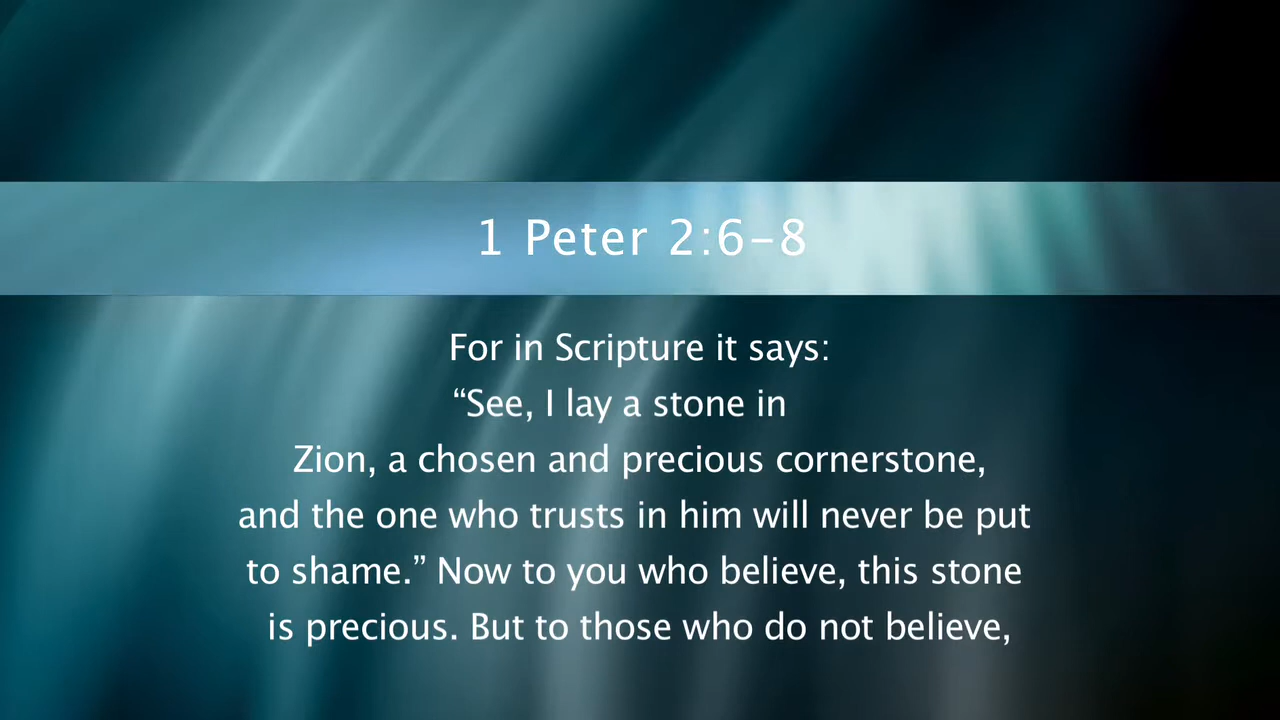 1 Peter 2:6–8
For in Scripture it says:
“See, I lay a stone in
Zion, a chosen and precious cornerstone,
and the one who trusts in him will never be put
to shame.” Now to you who believe, this stone
is precious. But to those who do not believe,